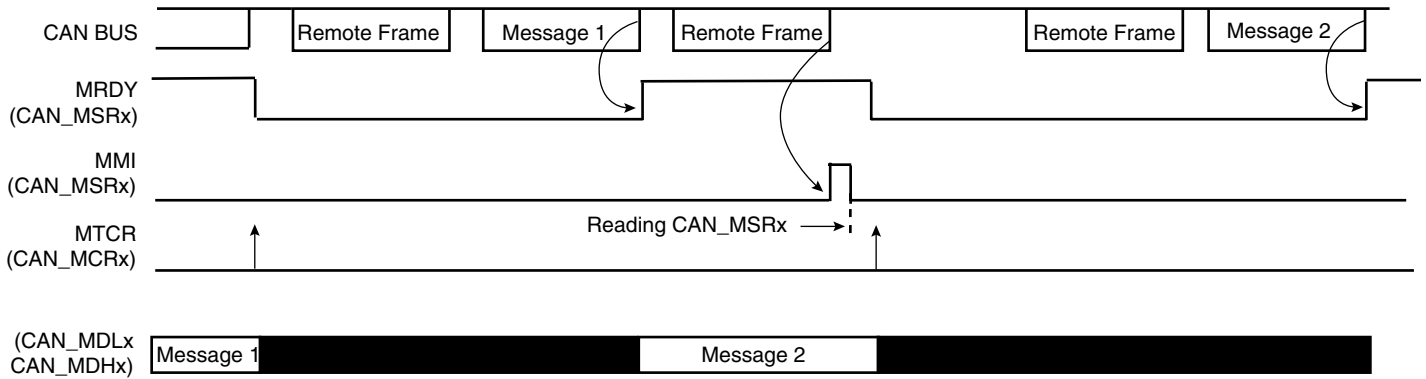 CAN BUS
Remote Frame
Message 1
Remote Frame
Remote Frame
Message 2
MRDY
(CAN_MSRx)
MMI
(CAN_MSRx)
Reading CAN_MSRx
MTCR
(CAN_MCRx)
(CAN_MDLx
CAN_MDHx)
Message 1
Message 2